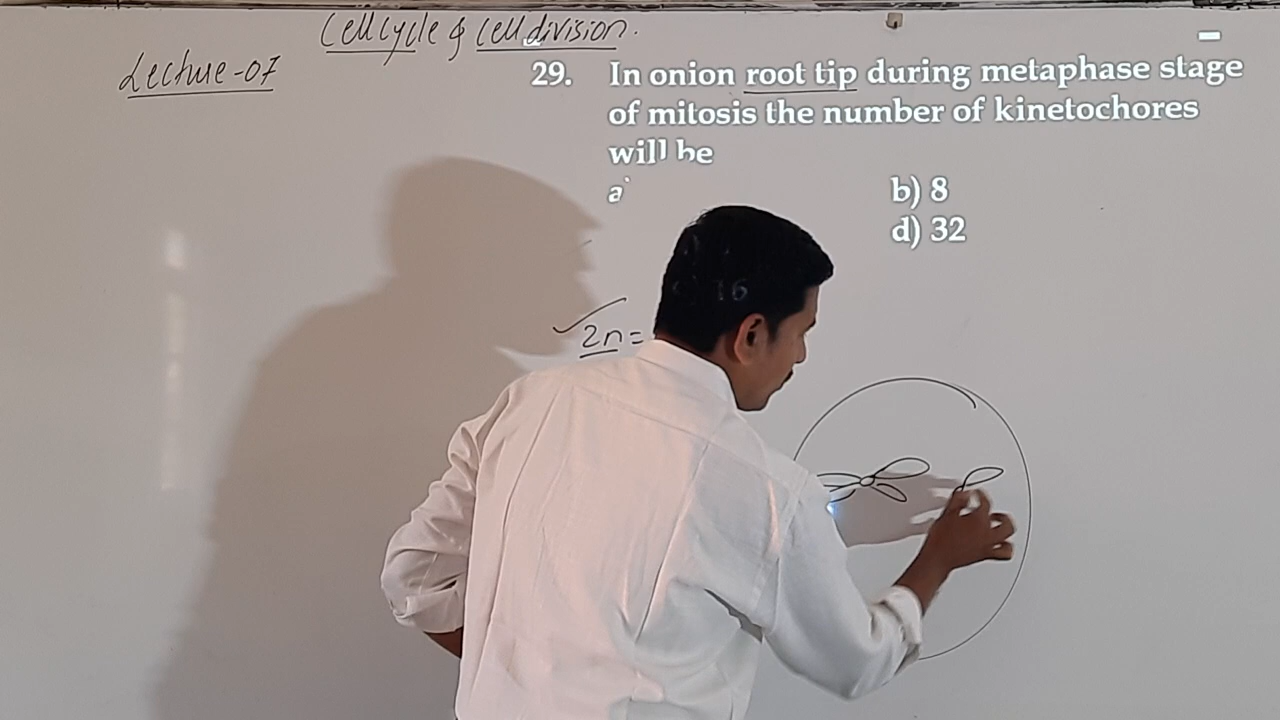 Cell cycle & Cell division.
Lecture-07
29. In onion root tip during metaphase stage
of mitosis the number of kinetochores
will be
a b) 8
d) 32
16
2n=